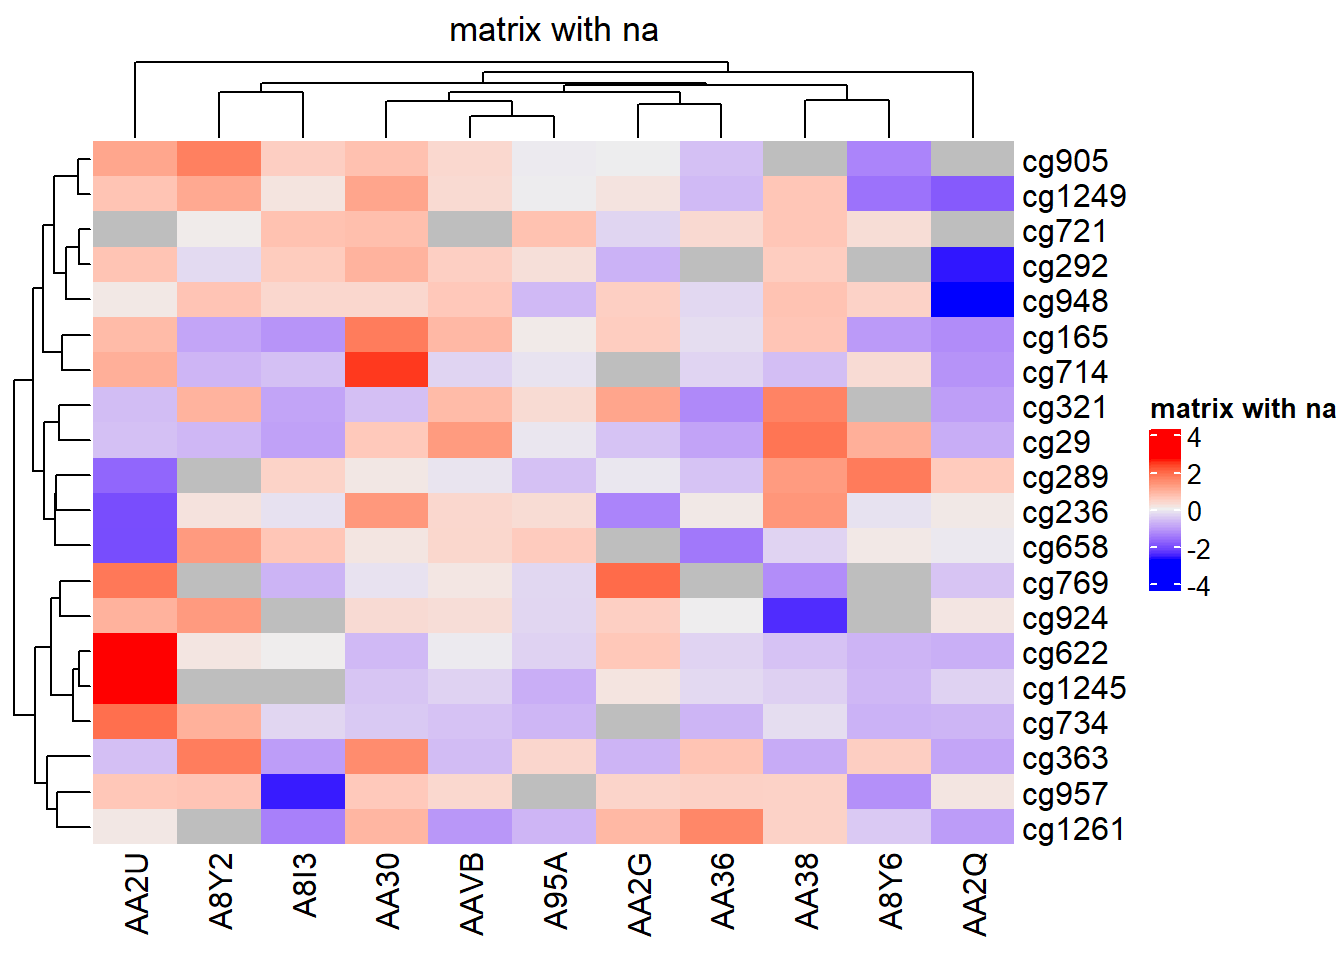 matrix with na
cg905
cg1249
cg721
cg292
cg948
cg165
cg714
cg321
cg29
cg289
cg236
cg658
cg769
cg924
cg622
cg1245
cg734
cg363
cg957
cg1261
AA2U A8Y2 A8I3 AA30 AAVB A95A AA2G AA36 AA38 A8Y6 AA2Q
matrix with na
4
2
0
-2
-4